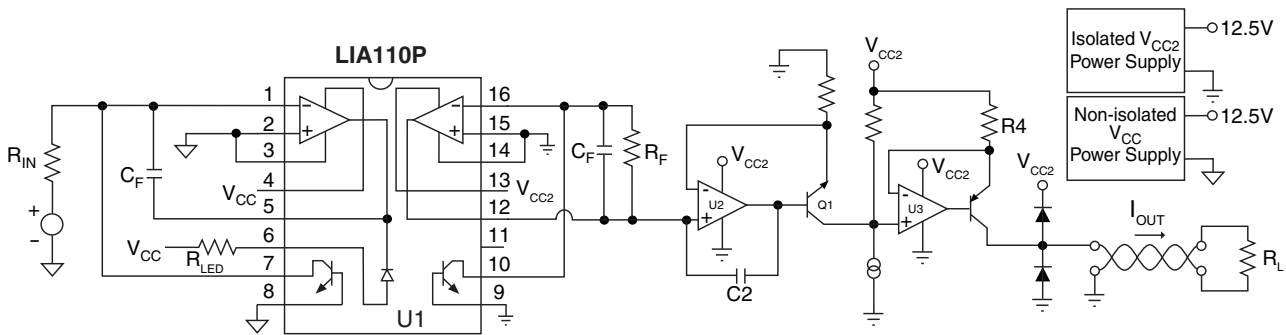 LIA110P
1
2
3
4
5
6
7
8
16
15
14
13
12
11
10
9
U1
R_IN
+
-
C_F
V_CC
V_CC
R_LED
-
+
-
+
V_CC2
C_F
R_F
-
+
U2
V_CC2
C2
Q1
V_CC2
R4
-
+
U3
V_CC2
V_CC2
I_OUT
R_L
Isolated V_CC2
Power Supply
12.5V
Non-isolated
V_CC
Power Supply
12.5V